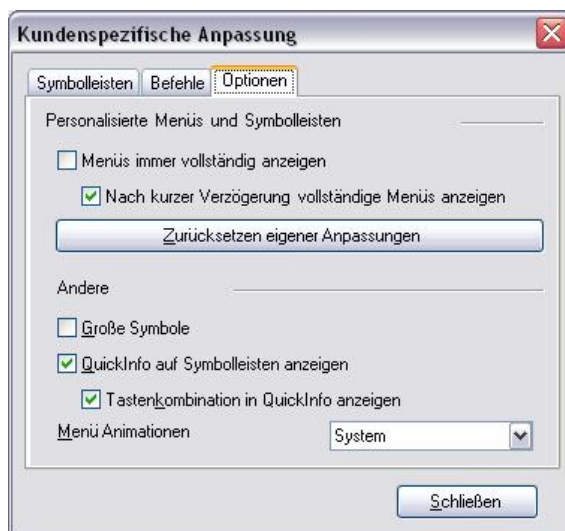 Kundenspezifische Anpassung
Symbolleisten Befehle Optionen
Personalisierte Menüs und Symbolleisten
Menüs immer vollständig anzeigen
Nach kurzer Verzögerung vollständige Menüs anzeigen
Zurücksetzen eigener Anpassungen
Andere
Große Symbole
QuickInfo auf Symbolleisten anzeigen
Tastenkombination in QuickInfo anzeigen
Menü Animationen System
Schließen